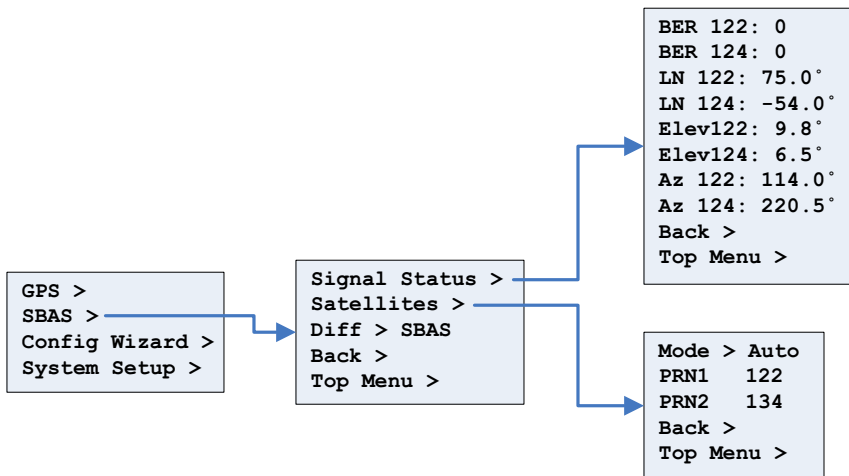 GPS >
SBAS >
Config Wizard >
System Setup >
Signal Status >
Satellites >
Diff > SBAS
Back >
Top Menu >
BER 122: 0
BER 124: 0
LN 122: 75.0°
LN 124: -54.0°
Elev122: 9.8°
Elev124: 6.5°
Az 122: 114.0°
Az 124: 220.5°
Back >
Top Menu >
Mode > Auto
PRN1 122
PRN2 134
Back >
Top Menu >